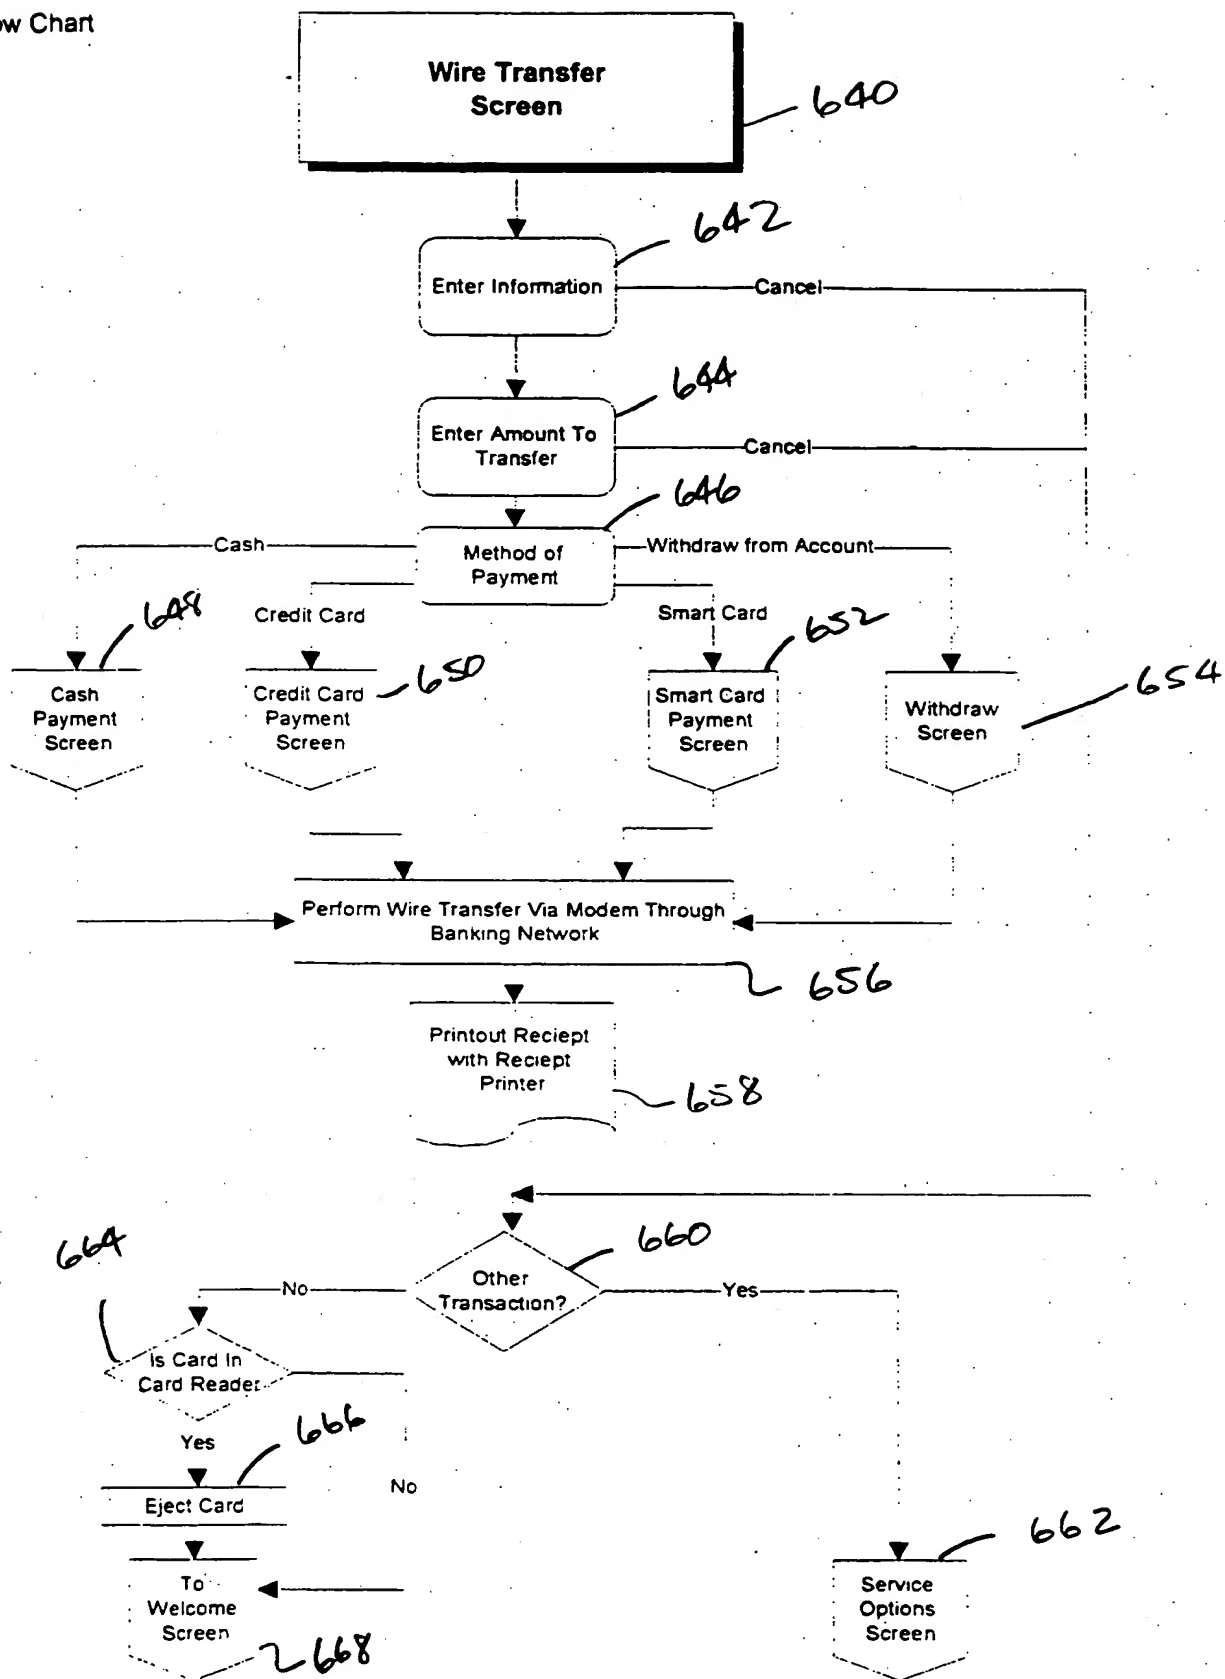 ow Chart
Wire Transfer
Screen
640
642
Enter Information
Cancel
644
Enter Amount To
Transfer
Cancel
646
Cash
Method of
Payment
Withdraw from Account
648
Credit Card
Smart Card
652
650
654
Cash
Payment
Screen
Credit Card
Payment
Screen
Smart Card
Payment
Screen
Withdraw
Screen
Perform Wire Transfer Via Modem Through
Banking Network
656
Printout Reciept
with Reciept
Printer
658
664
660
No
Other
Transaction?
Yes
Is Card In
Card Reader
Yes
666
No
Eject Card
662
To
Welcome
Screen
668
Service
Options
Screen